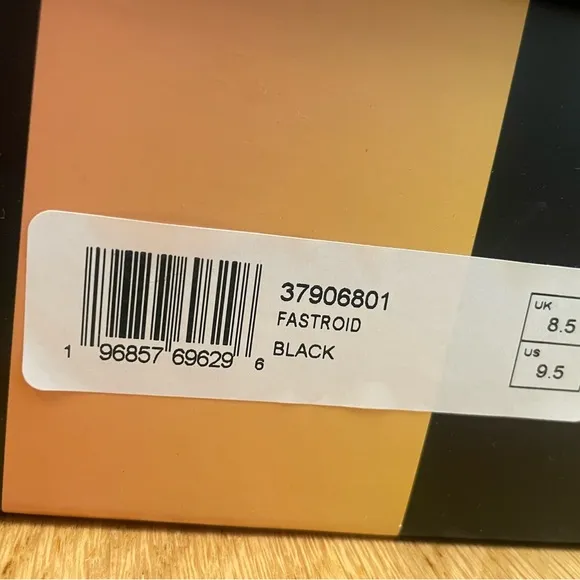 37906801
FASTROID
BLACK
1 96857 69629 6
UK
8.5
US
9.5